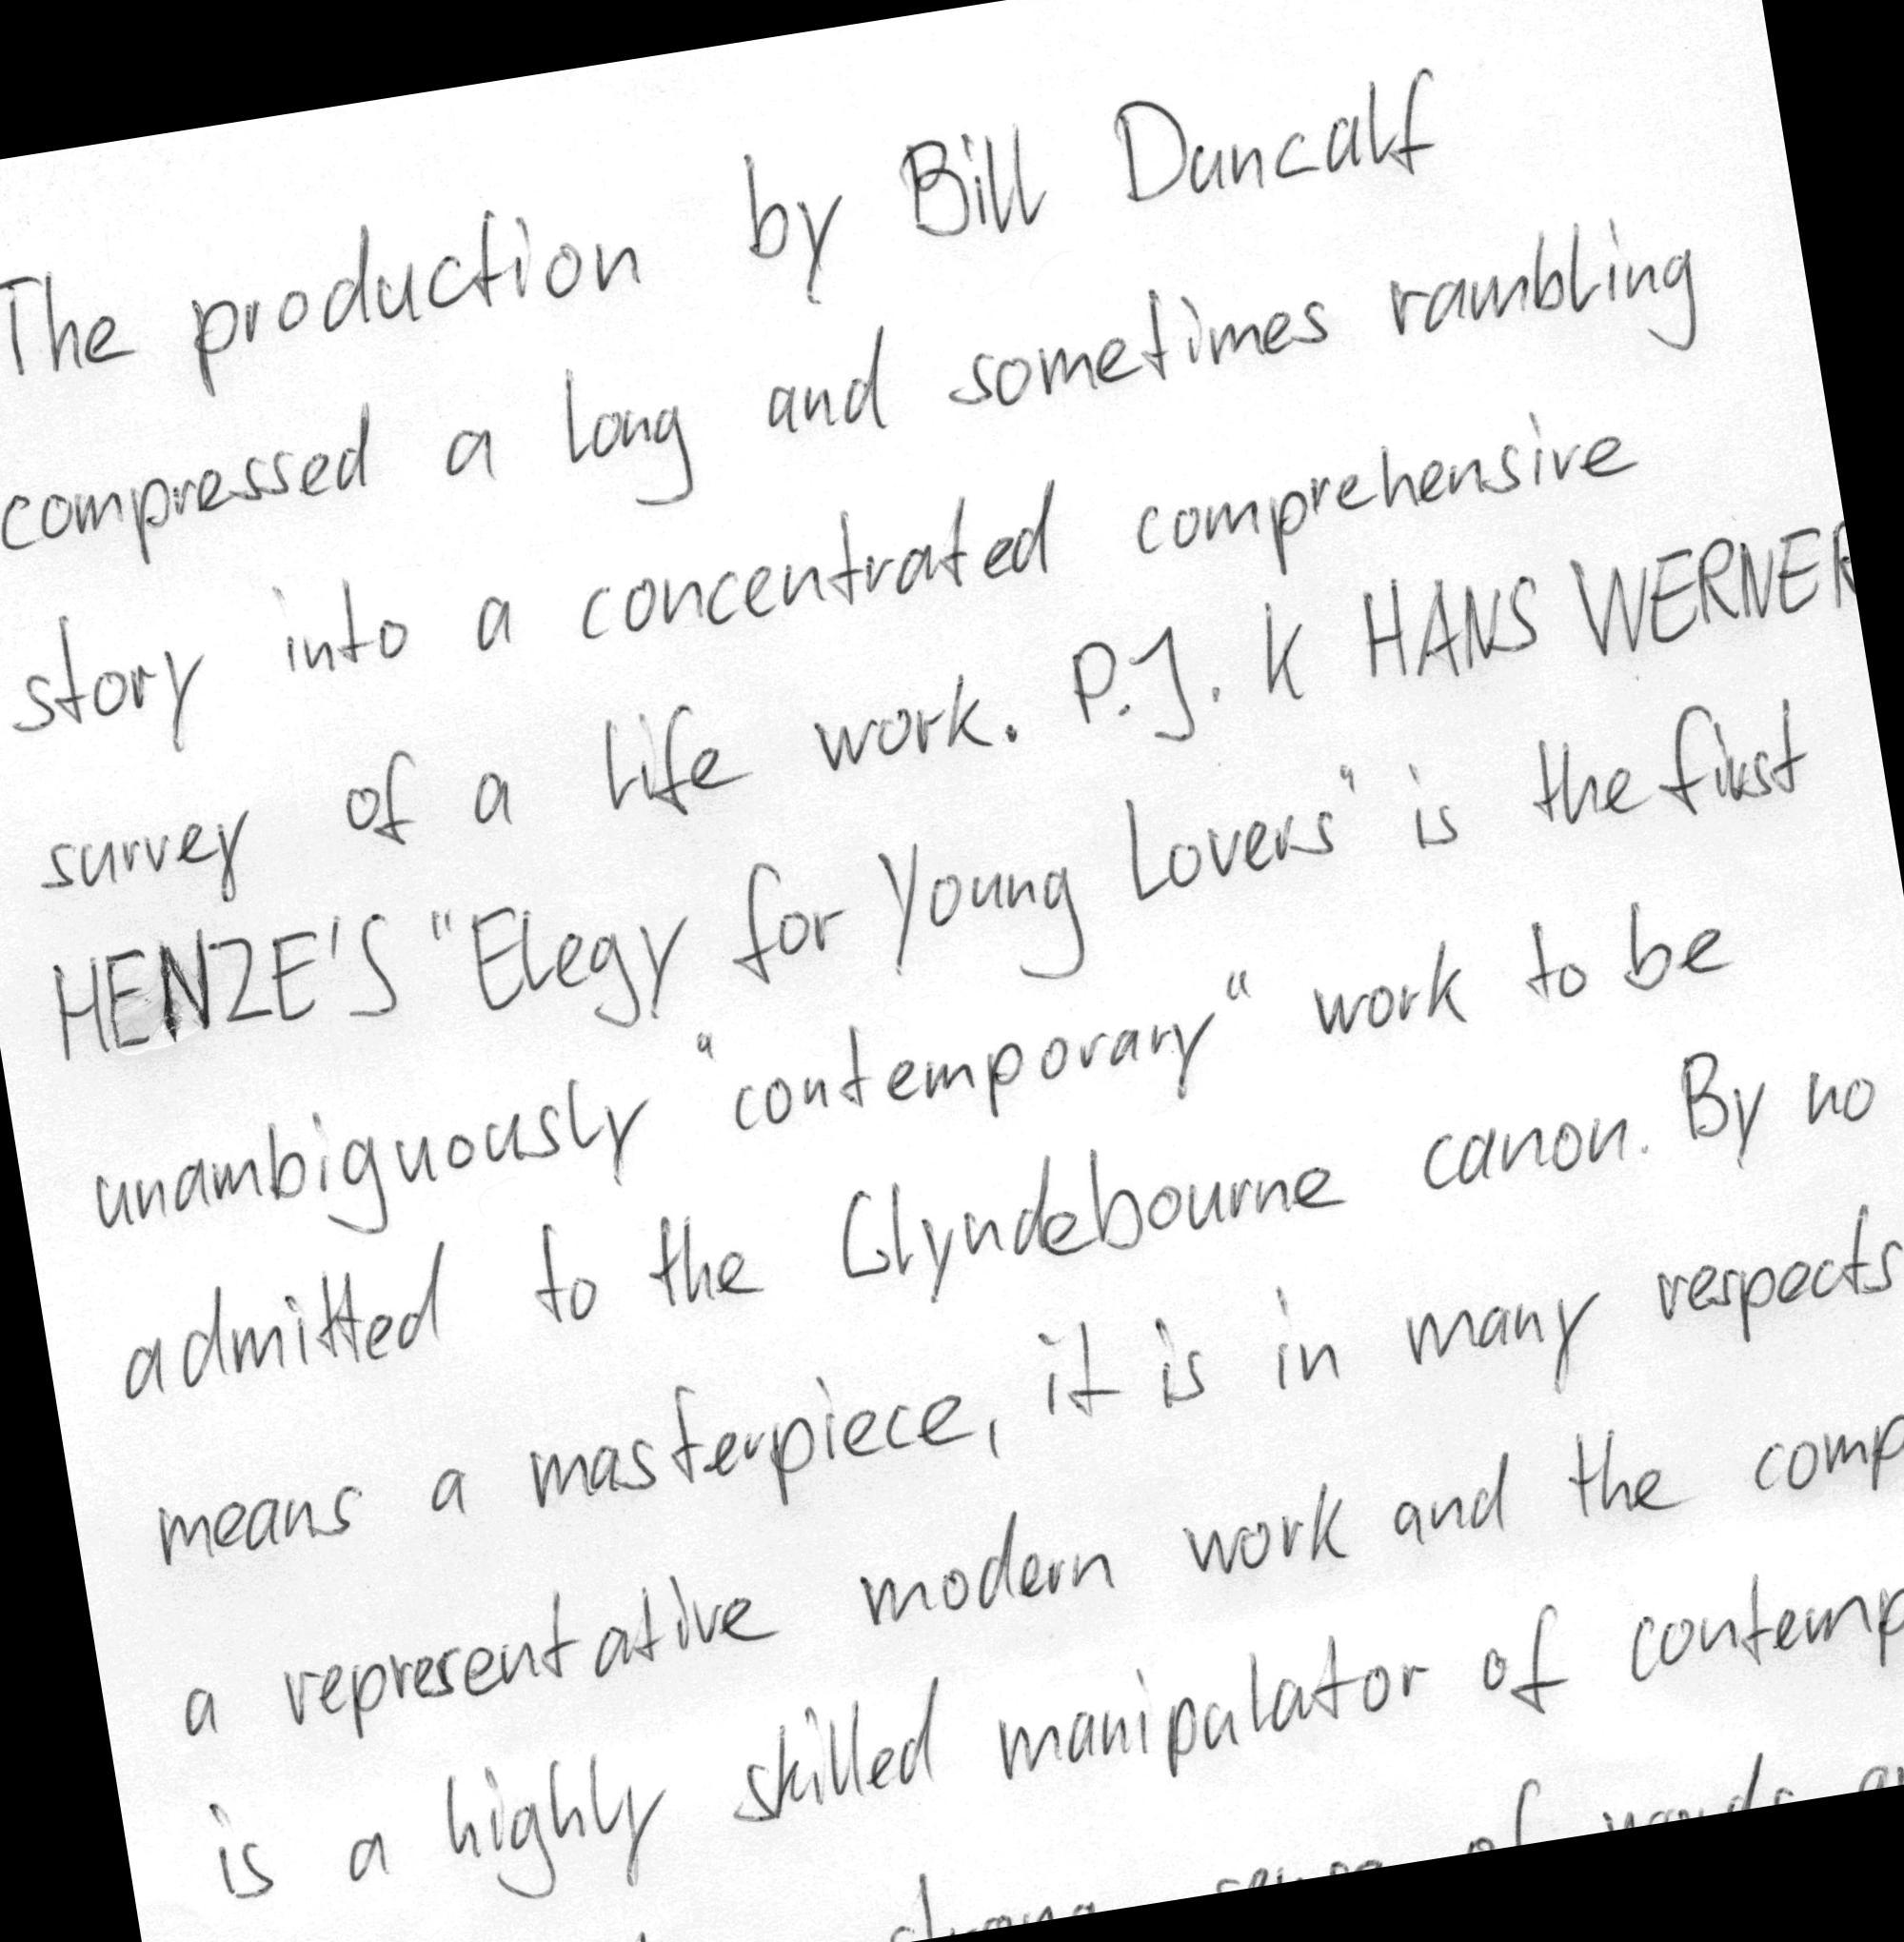 The production by Bill Duncalf
compressed a long and sometimes rambling
story into a concentrated comprehensive
survey of a life work. P.J. K HANS WERNER
HENZE'S "Elegy for Young Lovers" is the first
unambiguously "contemporary" work to be
admitted to the Glyndebourne canon. By no
means a masterpiece, it is in many respects
a representative modern work and the comp
is a highly skilled manipulator of contemp
strong sense of